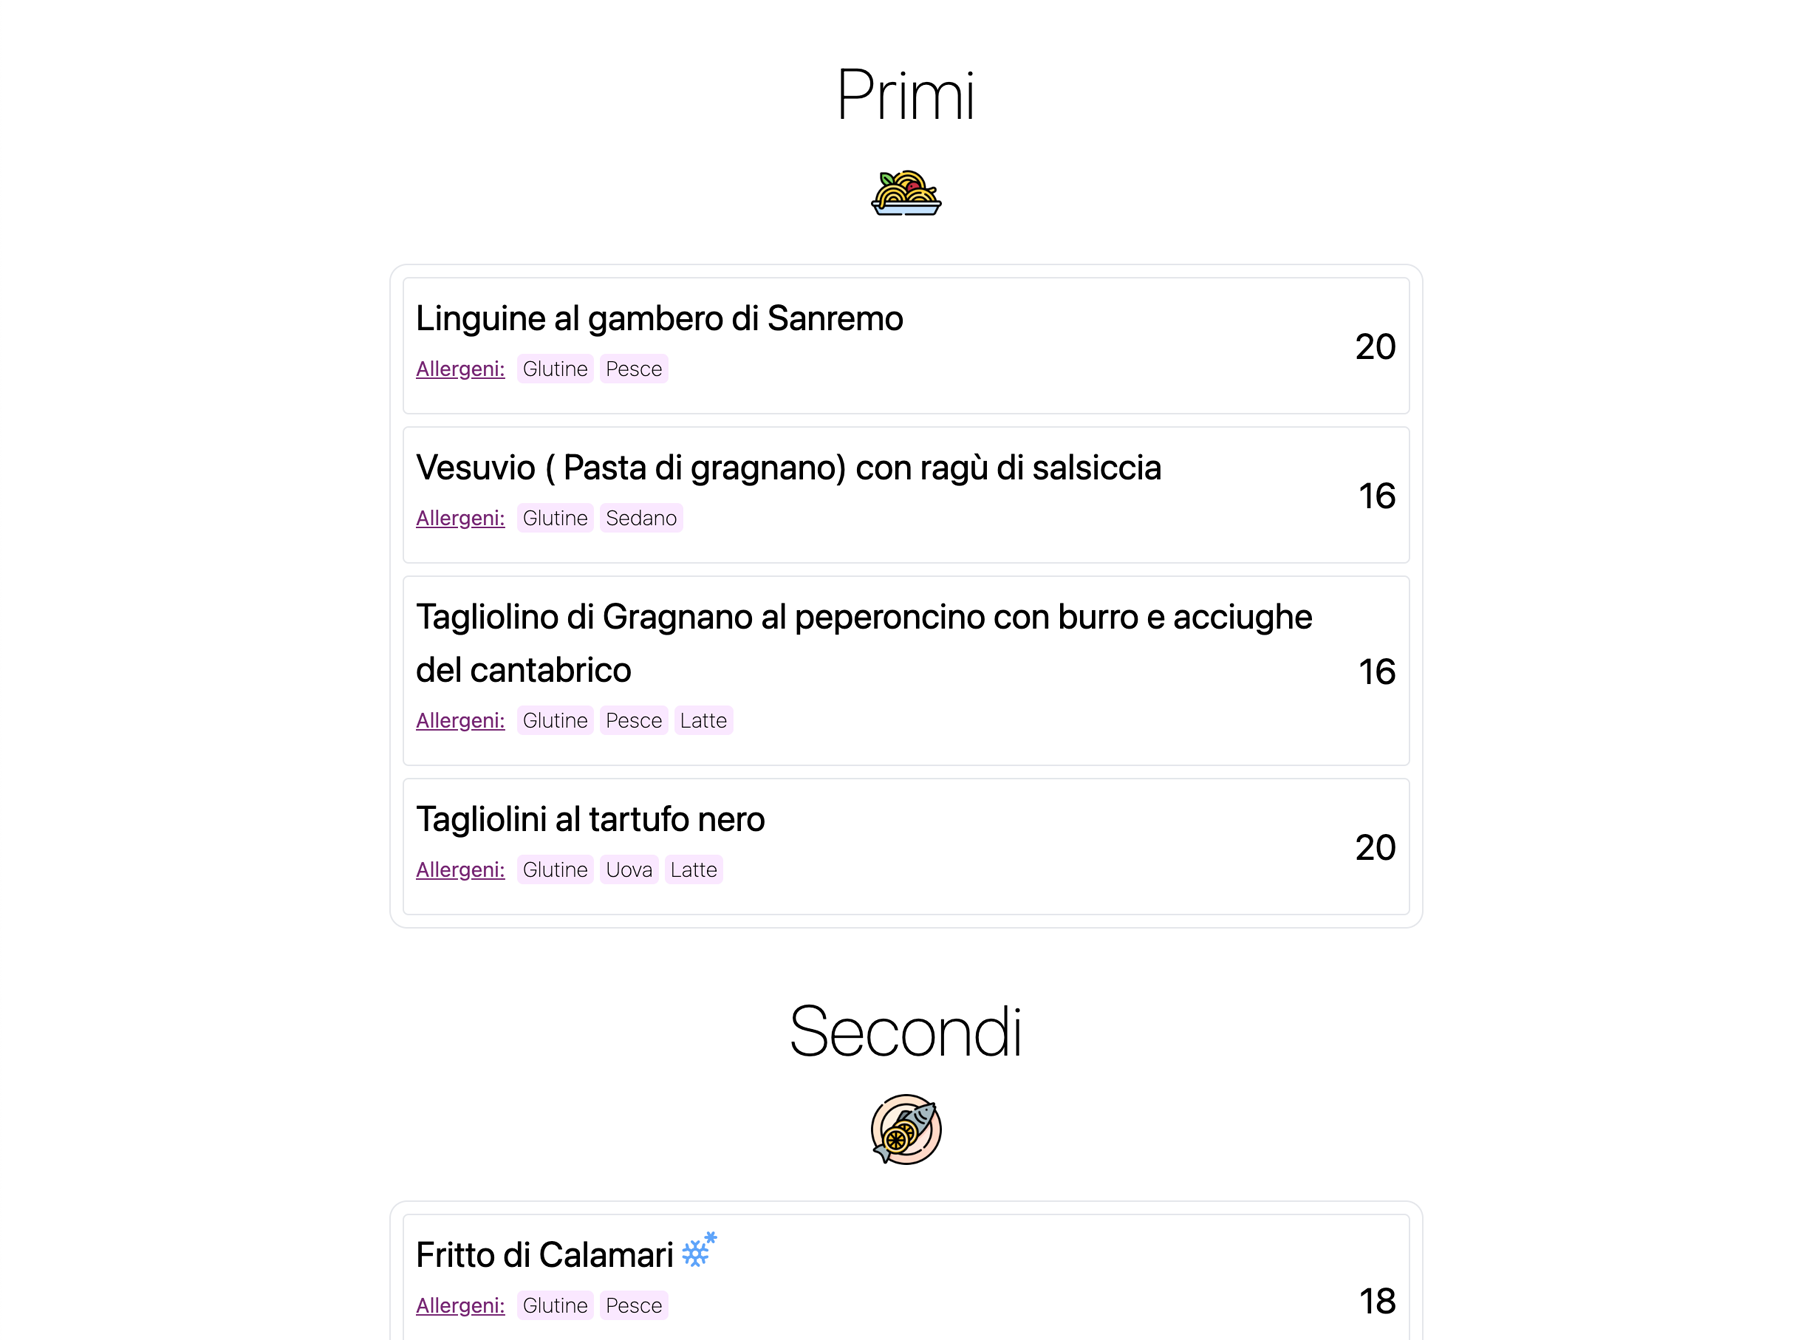 Primi
Linguine al gambero di Sanremo
20
Allergeni: Glutine Pesce
Vesuvio ( Pasta di gragnano) con ragù di salsiccia
16
Allergeni: Glutine Sedano
Tagliolino di Gragnano al peperoncino con burro e acciughe
del cantabrico
16
Allergeni: Glutine Pesce Latte
Tagliolini al tartufo nero
20
Allergeni: Glutine Uova Latte
Secondi
Fritto di Calamari *
18
Allergeni: Glutine Pesce